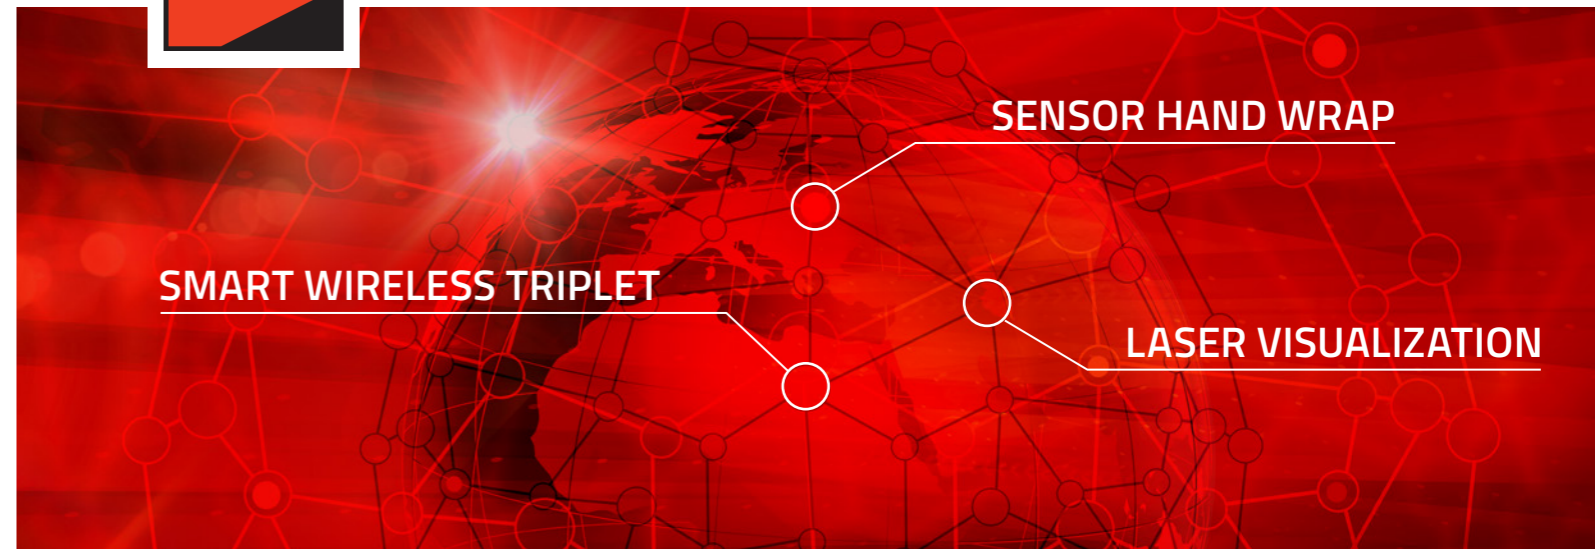 SENSOR HAND WRAP
SMART WIRELESS TRIPLET
LASER VISUALIZATION